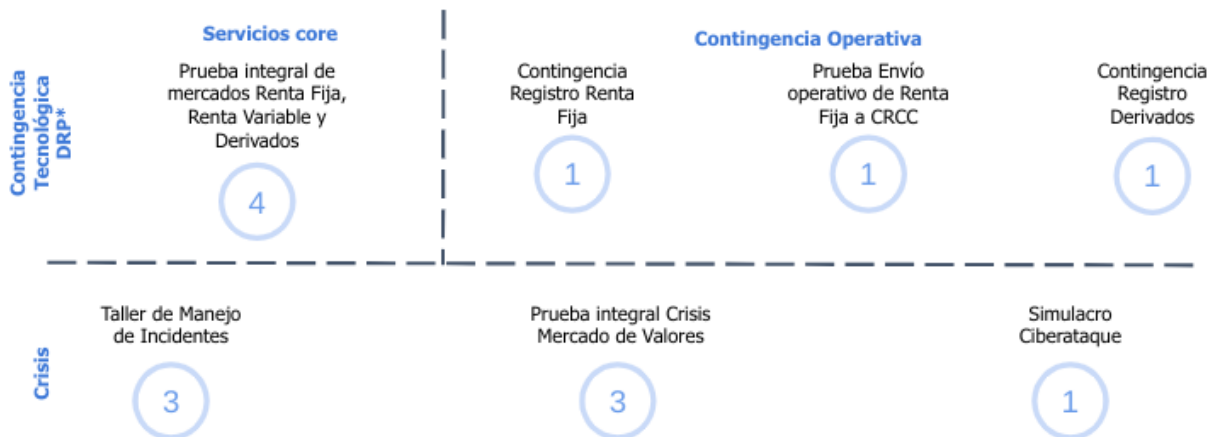 Servicios core
Contingencia Operativa
Contingencia
Tecnológica
DRP*
Prueba integral de
mercados Renta Fija,
Renta Variable y
Derivados
4
Contingencia
Registro Renta
Fija
1
Prueba Envío
operativo de Renta
Fija a CRCC
1
Contingencia
Registro
Derivados
1
Crisis
Taller de Manejo
de Incidentes
3
Prueba integral Crisis
Mercado de Valores
3
Simulacro
Ciberataque
1